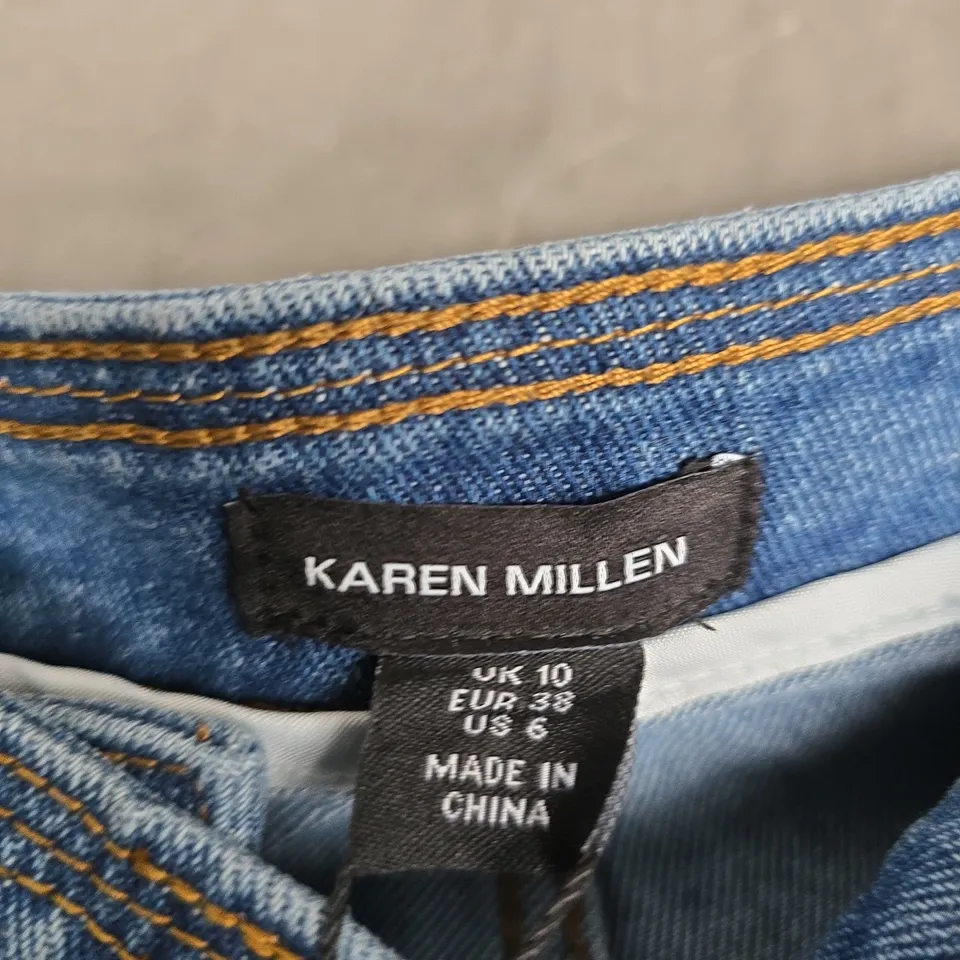 KAREN MILLEN
UK 10
EUR 38
US 6
MADE IN
CHINA